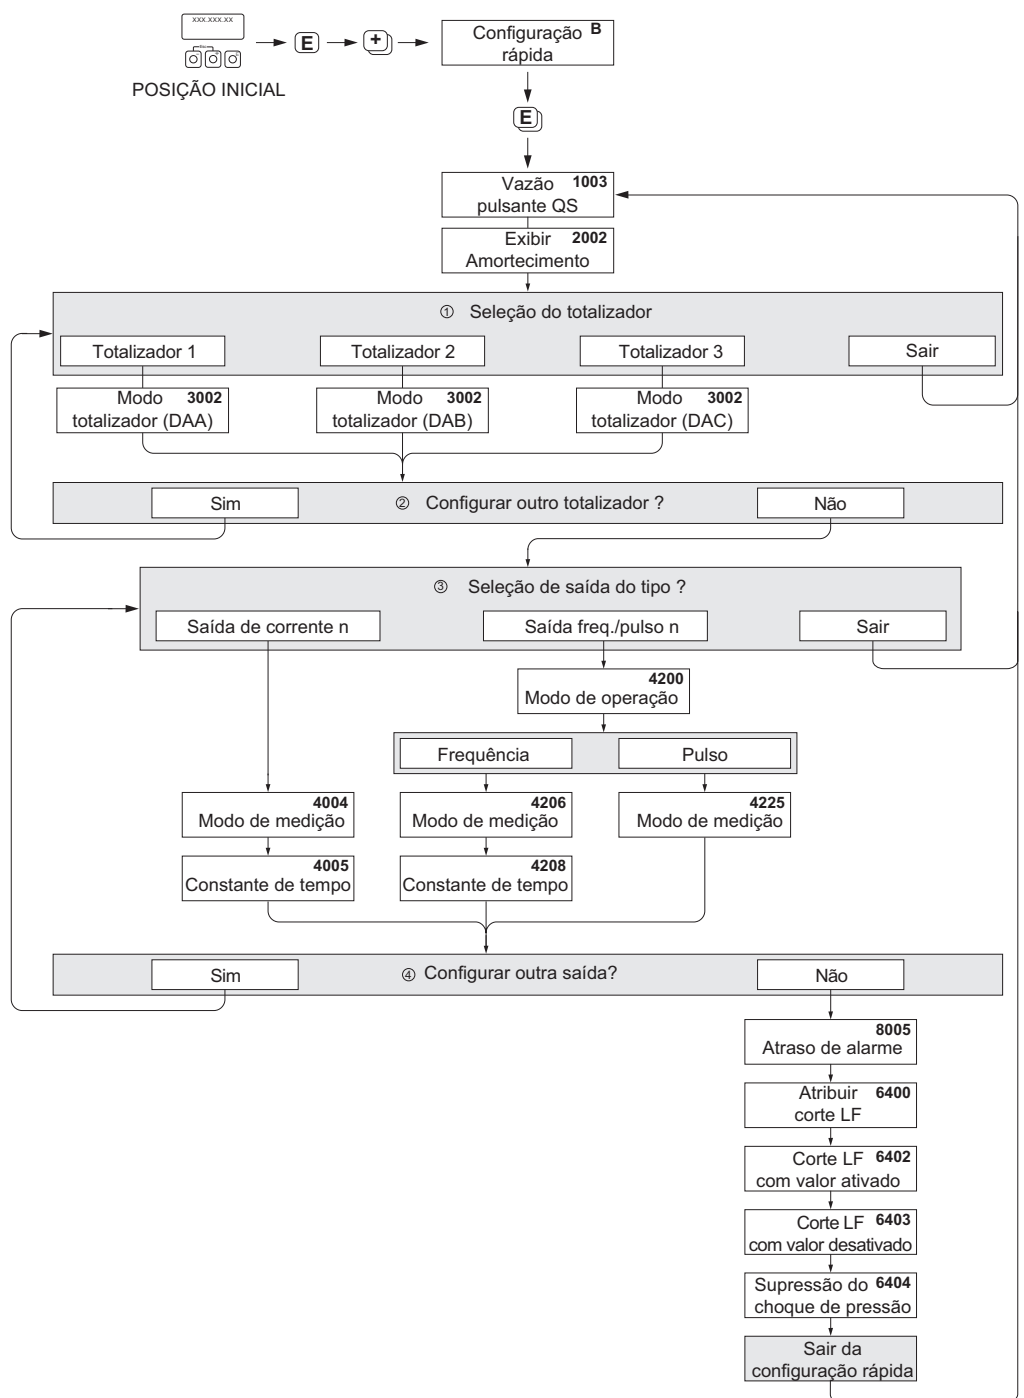 xxx.xxx.xx
Esc
E
+
-
+
E
POSIÇÃO INICIAL
Configuração B
rápida
E
Vazão 1003
pulsante QS
Exibir 2002
Amortecimento
① Seleção do totalizador
Totalizador 1
Totalizador 2
Totalizador 3
Sair
Modo 3002
totalizador (DAA)
Modo 3002
totalizador (DAB)
Modo 3002
totalizador (DAC)
Sim
② Configurar outro totalizador ?
Não
③ Seleção de saída do tipo ?
Saída de corrente n
Saída freq./pulso n
Sair
4200
Modo de operação
Frequência
Pulso
4004
Modo de medição
4206
Modo de medição
4225
Modo de medição
4005
Constante de tempo
4208
Constante de tempo
Sim
④ Configurar outra saída?
Não
8005
Atraso de alarme
Atribuir 6400
corte LF
Corte LF 6402
com valor ativado
Corte LF 6403
com valor desativado
Supressão do 6404
choque de pressão
Sair da
configuração rápida